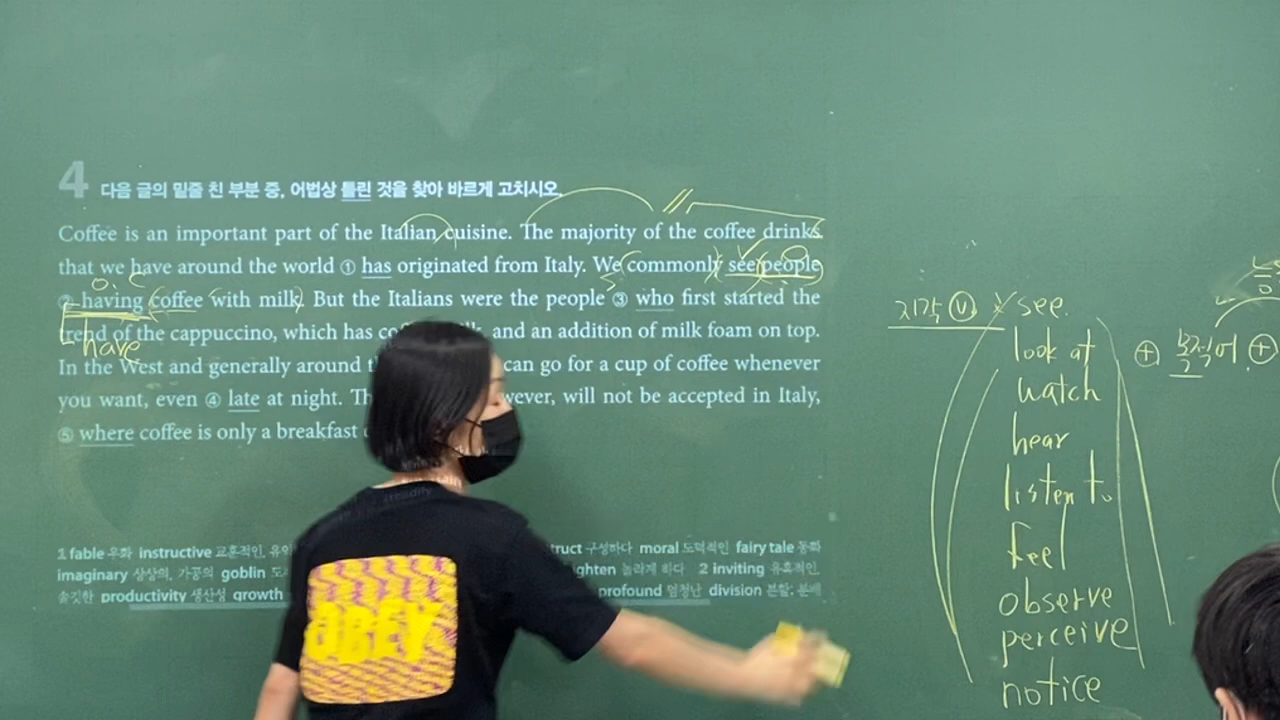 4 다음 글의 밑줄 친 부분 중, 어법상 틀린 것을 찾아 바르게 고치시오.
Coffee is an important part of the Italian cuisine. The majority of the coffee drinks
that we have around the world ① has originated from Italy. We commonly see people
o. c
② having coffee with milk. But the Italians were the people ③ who first started the
trend of the cappuccino, which has and an addition of milk foam on top.
have
In the West and generally around can go for a cup of coffee whenever
you want, even ④ late at night. will not be accepted in Italy,
⑤ where coffee is only a breakfast
1 fable 우화 instructive 교훈적인, 구성하다 moral 도덕적인 fairy tale 동화
imaginary 상상의, 가공의 goblin 놀라게 하다 2 inviting 유혹적인,
솔깃한 productivity 생산성 growth profound 엄청난 division 분할; 분배
OBEY
지각 ⓥ see.
look at
watch
hear
listen to
feel
observe
perceive
notice
⊕ 목적어 ⊕